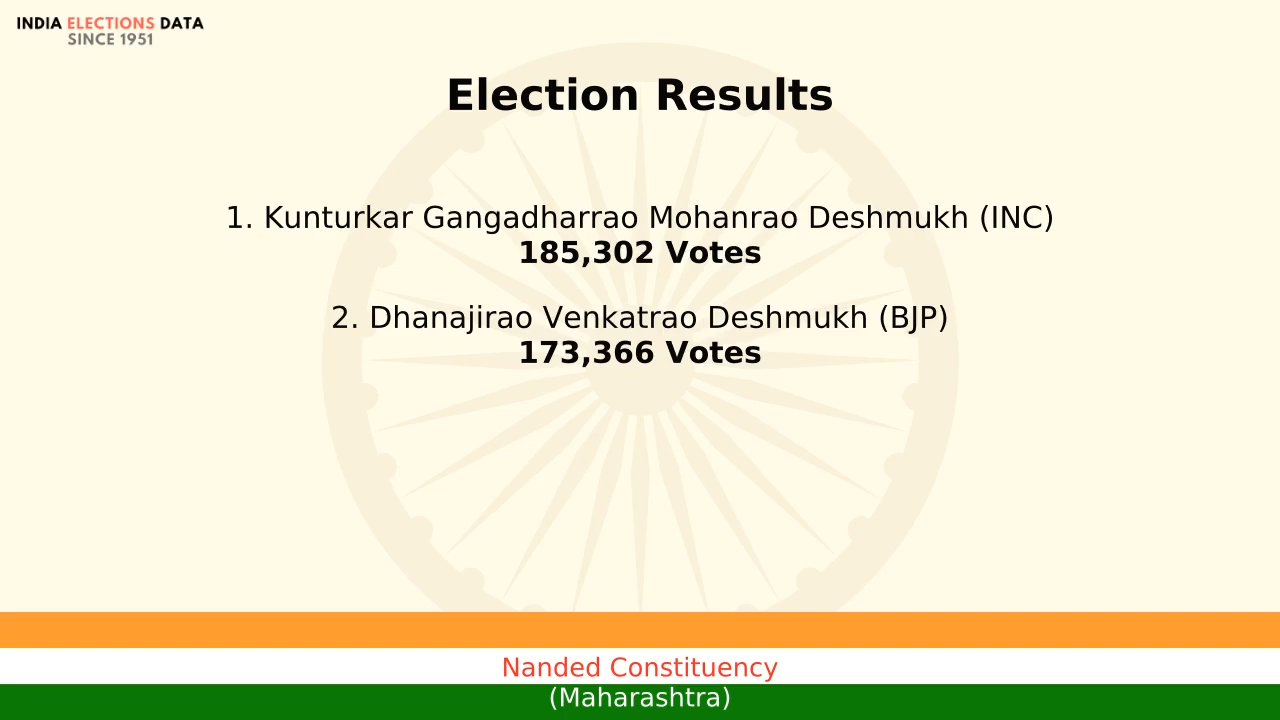 INDIA ELECTIONS DATA
SINCE 1951
Election Results
1. Kunturkar Gangadharrao Mohanrao Deshmukh (INC)
185,302 Votes
2. Dhanajirao Venkatrao Deshmukh (BJP)
173,366 Votes
Nanded Constituency
(Maharashtra)